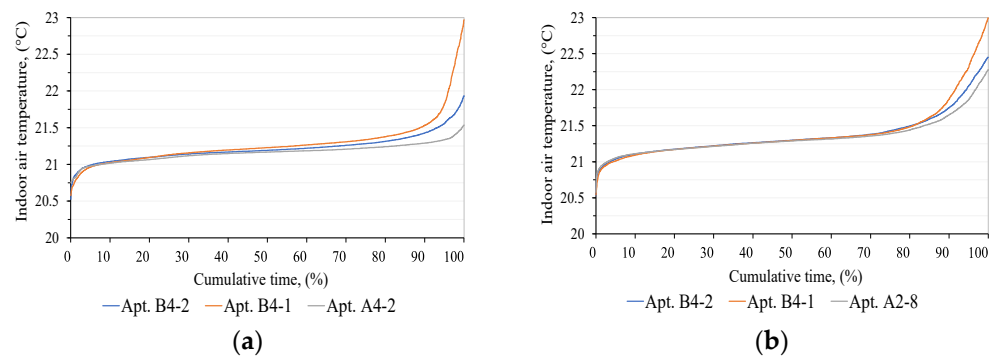 Indoor air temperature, (°C)
23
22.5
22
21.5
21
20.5
20
0 10 20 30 40 50 60 70 80 90 100
Cumulative time, (%)
Apt. B4-2 Apt. B4-1 Apt. A4-2
(a)
Indoor air temperature, (°C)
23
22.5
22
21.5
21
20.5
20
0 10 20 30 40 50 60 70 80 90 100
Cumulative time, (%)
Apt. B4-2 Apt. B4-1 Apt. A2-8
(b)